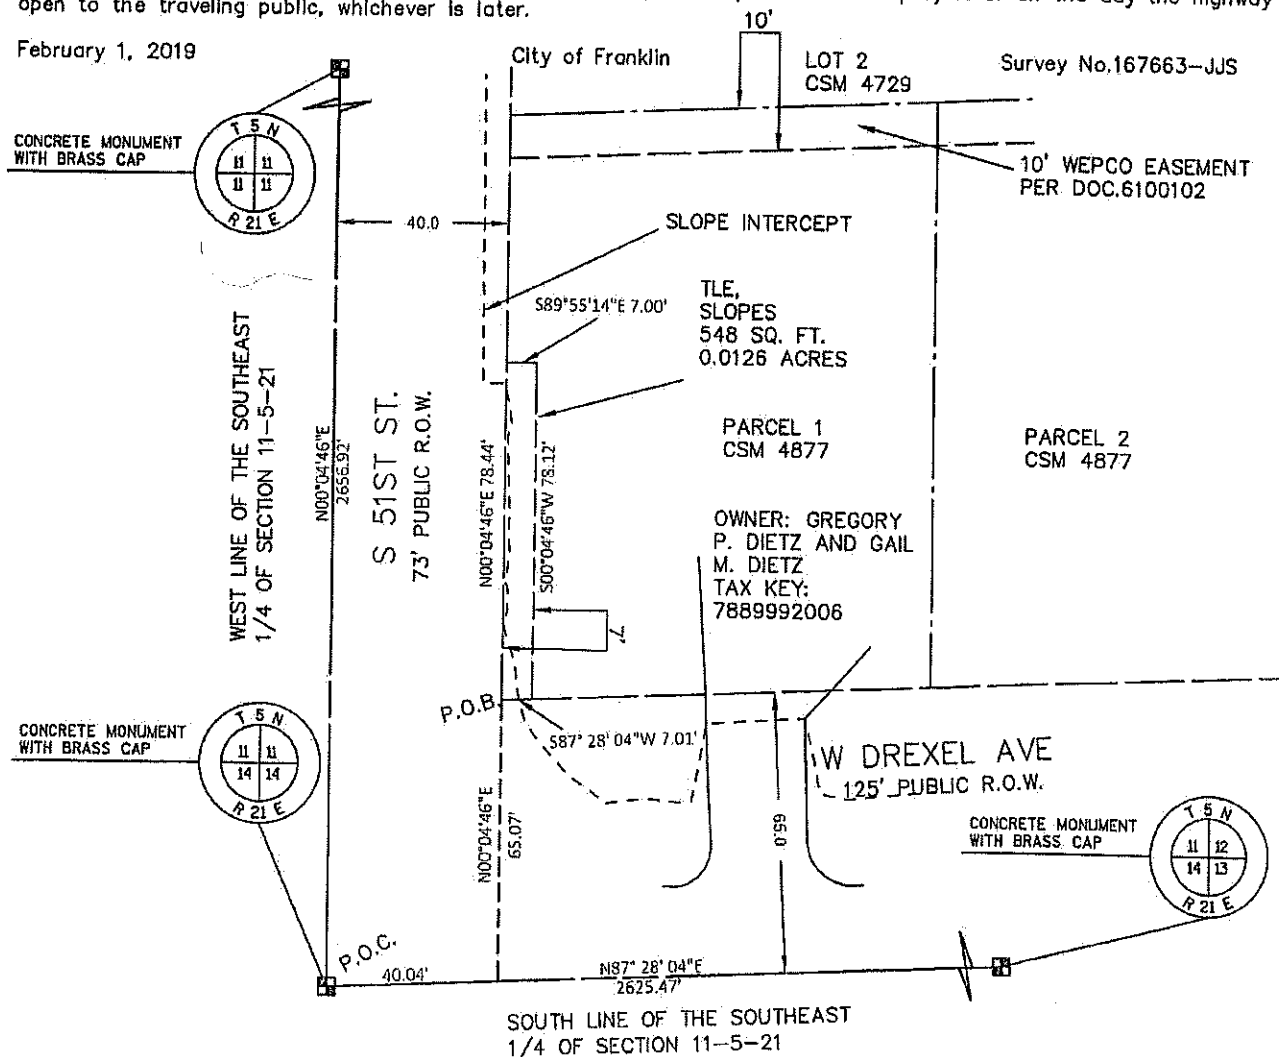 open to the traveling public, whichever is later.
February 1, 2019
City of Franklin
10'
LOT 2
CSM 4729
Survey No.167663-JJS
CONCRETE MONUMENT
WITH BRASS CAP
T 5 N
11 11
11 11
R 21 E
10' WEPCO EASEMENT
PER DOC.6100102
40.0
SLOPE INTERCEPT
S89°55'14"E 7.00'
TLE,
SLOPES
548 SQ. FT.
0.0126 ACRES
WEST LINE OF THE SOUTHEAST
1/4 OF SECTION 11-5-21
N00°04'46"E
2656.92'
S 51ST ST.
73' PUBLIC R.O.W.
N00°04'46"E 78.44'
S00°04'46"W 78.12'
PARCEL 1
CSM 4877
PARCEL 2
CSM 4877
OWNER: GREGORY
P. DIETZ AND GAIL
M. DIETZ
TAX KEY:
7889992006
7'
P.O.B.
S87° 28' 04"W 7.01'
CONCRETE MONUMENT
WITH BRASS CAP
T 5 N
11 11
14 14
R 21 E
W DREXEL AVE
125' PUBLIC R.O.W.
N00°04'46"E
65.07'
65.0
CONCRETE MONUMENT
WITH BRASS CAP
T 5 N
11 12
14 13
R 21 E
P.O.C.
40.04'
N87° 28' 04"E
2625.47'
SOUTH LINE OF THE SOUTHEAST
1/4 OF SECTION 11-5-21